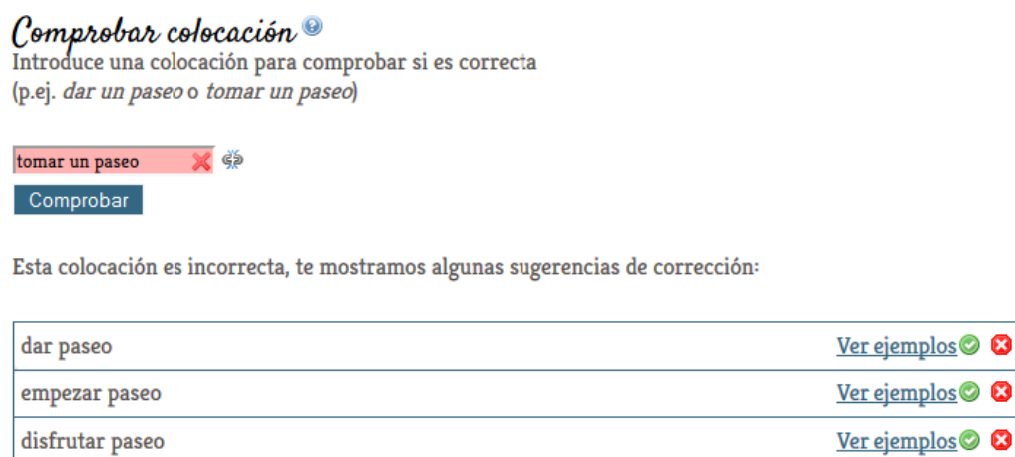 Comprobar colocación
Introduce una colocación para comprobar si es correcta
(p.ej. dar un paseo o tomar un paseo)
tomar un paseo
Comprobar
Esta colocación es incorrecta, te mostramos algunas sugerencias de corrección:
dar paseo Ver ejemplos
empezar paseo Ver ejemplos
disfrutar paseo Ver ejemplos